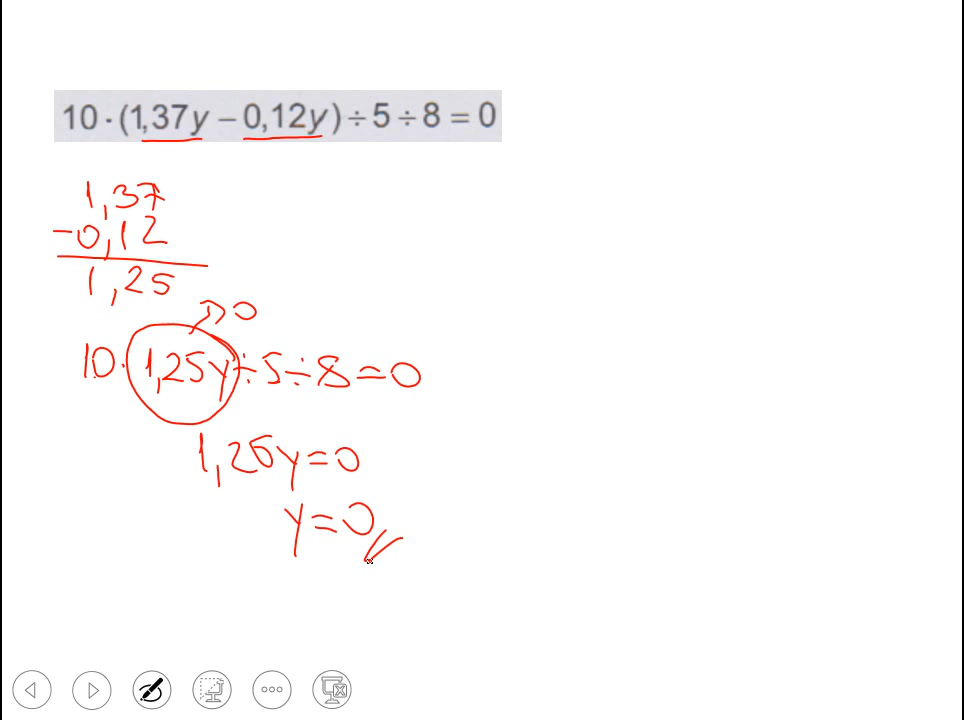 10 · (1,37y − 0,12y) ÷ 5 ÷ 8 = 0
1,37
−0,12
1,25
0
10 · 1,25y ÷ 5 ÷ 8 = 0
1,25y = 0
y = 0